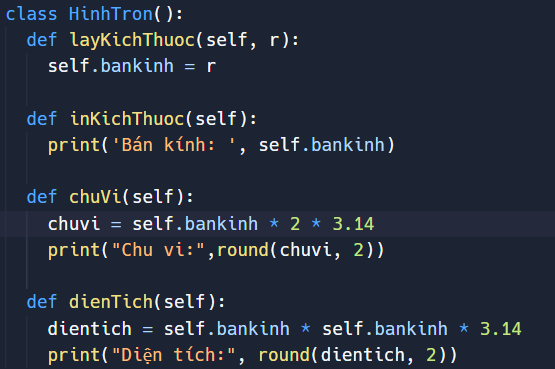 class HinhTron():
  def layKichThuoc(self, r):
    self.bankinh = r
  def inKichThuoc(self):
    print('Bán kính: ', self.bankinh)
  def chuVi(self):
    chuvi = self.bankinh * 2 * 3.14
    print("Chu vi:",round(chuvi, 2))
  def dienTich(self):
    dientich = self.bankinh * self.bankinh * 3.14
    print("Diện tích:", round(dientich, 2))